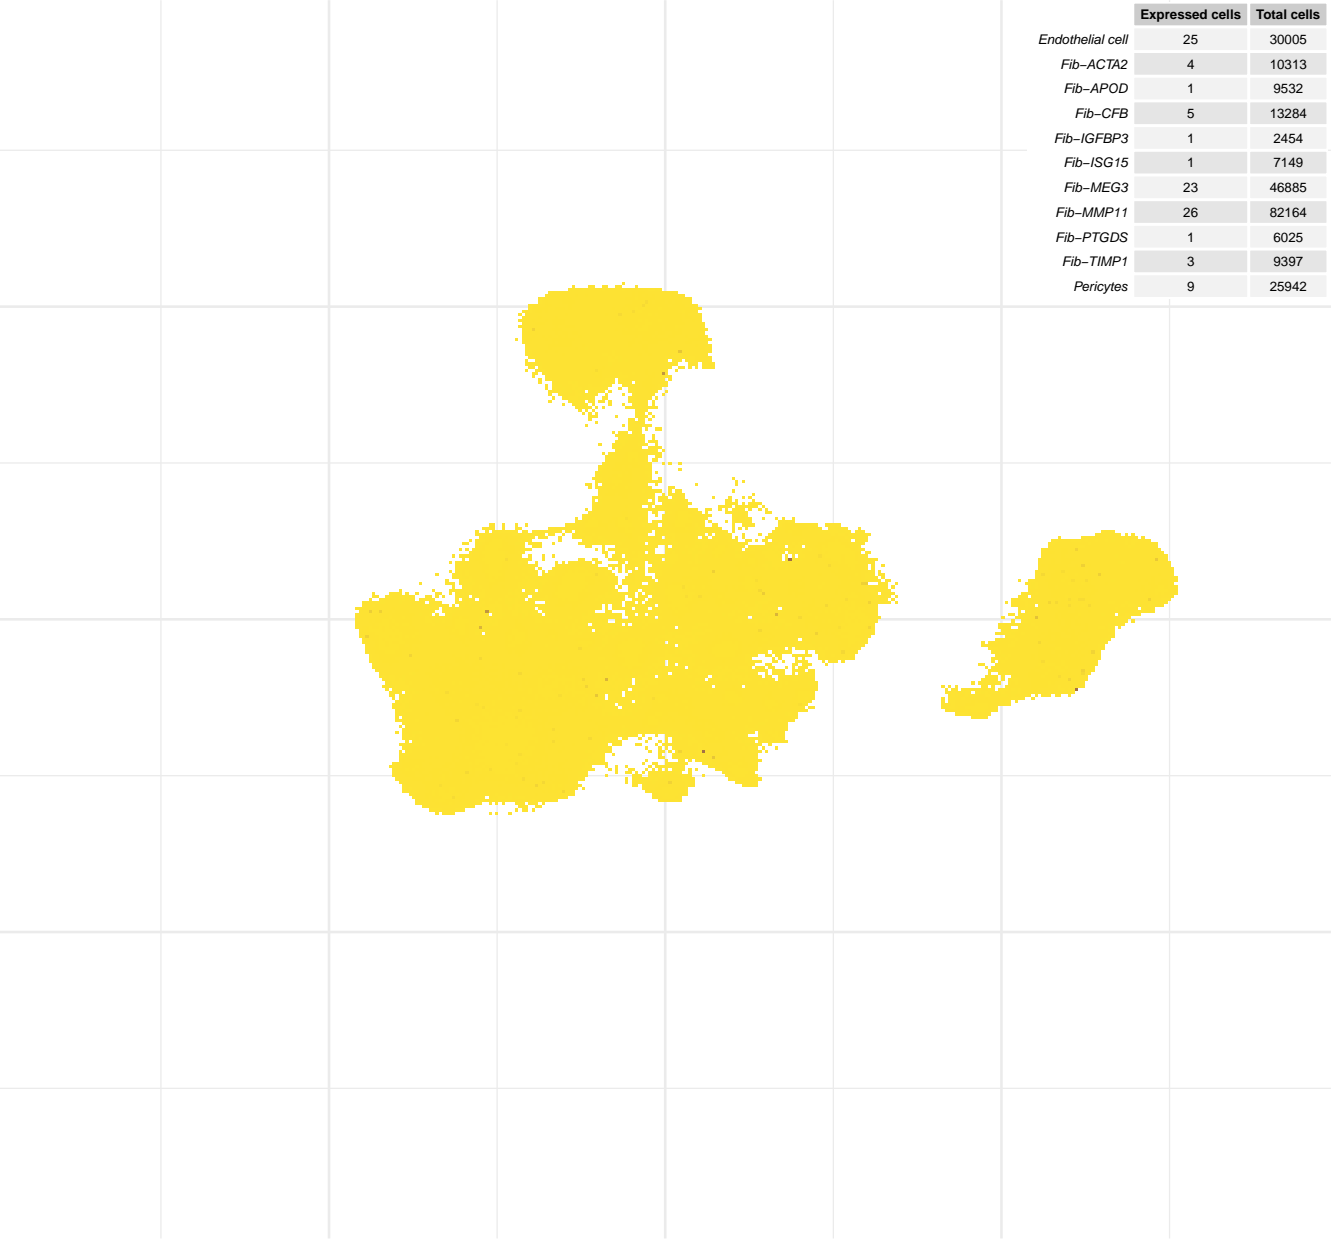 Expressed cells Total cells
Endothelial cell 25 30005
Fib−ACTA2 4 10313
Fib−APOD 1 9532
Fib−CFB 5 13284
Fib−IGFBP3 1 2454
Fib−ISG15 1 7149
Fib−MEG3 23 46885
Fib−MMP11 26 82164
Fib−PTGDS 1 6025
Fib−TIMP1 3 9397
Pericytes 9 25942